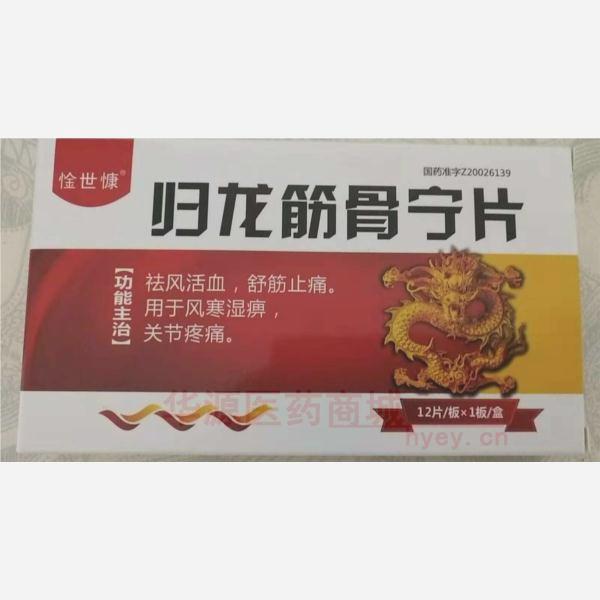 惍世慷®
国药准字Z20026139
归龙筋骨宁片
【功能主治】
祛风活血，舒筋止痛。
用于风寒湿痹，
关节疼痛。
12片/板×1板/盒
华源医药商城
hyey.cn